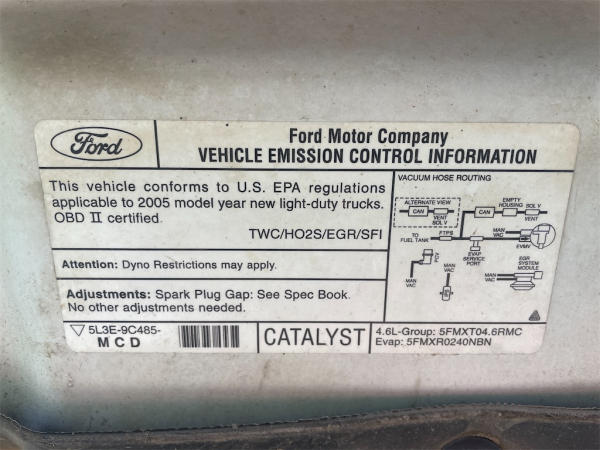 Ford
Ford Motor Company
VEHICLE EMISSION CONTROL INFORMATION
This vehicle conforms to U.S. EPA regulations
applicable to 2005 model year new light-duty trucks.
OBD II certified.
TWC/HO2S/EGR/SFI
Attention: Dyno Restrictions may apply.
Adjustments: Spark Plug Gap: See Spec Book.
No other adjustments needed.
VACUUM HOSE ROUTING
ALTERNATE VIEW
CAN
VENT
SOL V
EMPTY
HOUSING
SOL V
CAN
VENT
TO
FUEL TANK
FTPS
MAN
VAC
EVMV
EVAP
SERVICE
PORT
PCV
MAN
VAC
MAN
VAC
EGR
SYSTEM
MODULE
5L3E-9C485-
MCD
CATALYST
4.6L-Group: 5FMXT04.6RMC
Evap: 5FMXR0240NBN